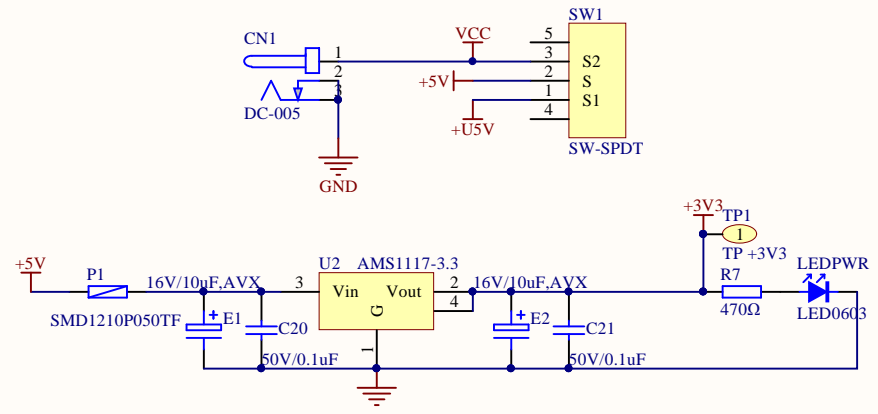 SW1
CN1
VCC
1
2
3
DC-005
GND
5
3
2
1
4
S2
S
S1
+5V
+U5V
SW-SPDT
+5V
P1
SMD1210P050TF
16V/10uF,AVX
E1
C20
50V/0.1uF
U2
AMS1117-3.3
3
Vin
Vout
G
1
2
4
16V/10uF,AVX
E2
C21
50V/0.1uF
+3V3
TP1
1
TP +3V3
R7
470Ω
LEDPWR
LED0603